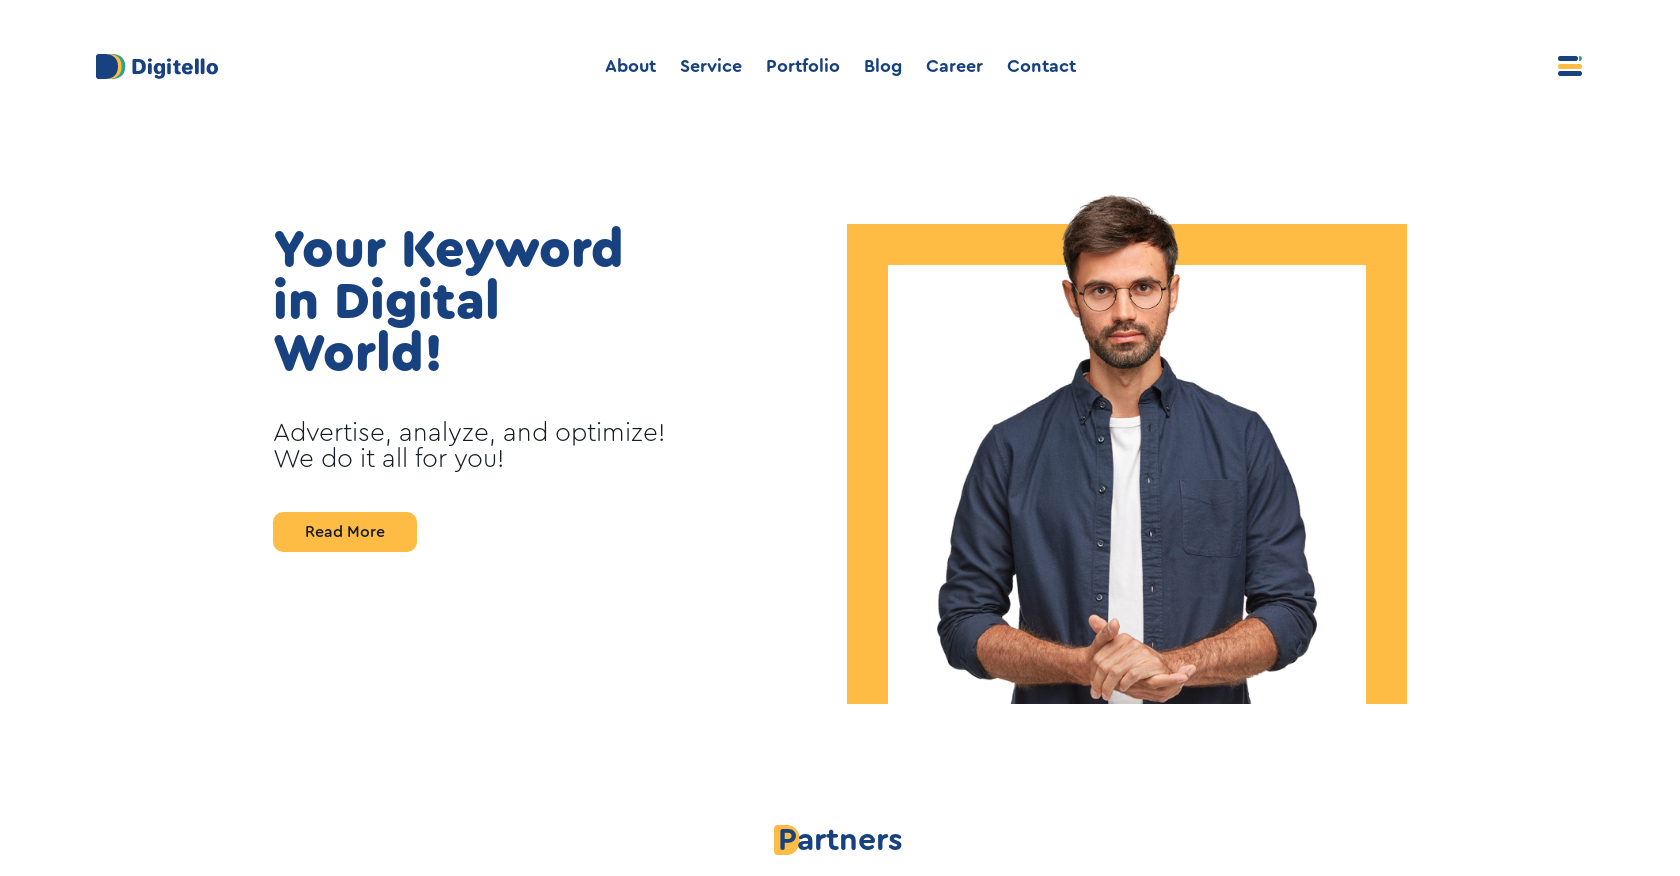 Digitello
About Service Portfolio Blog Career Contact
Your Keyword
in Digital
World!
Advertise, analyze, and optimize!
We do it all for you!
Read More
Partners